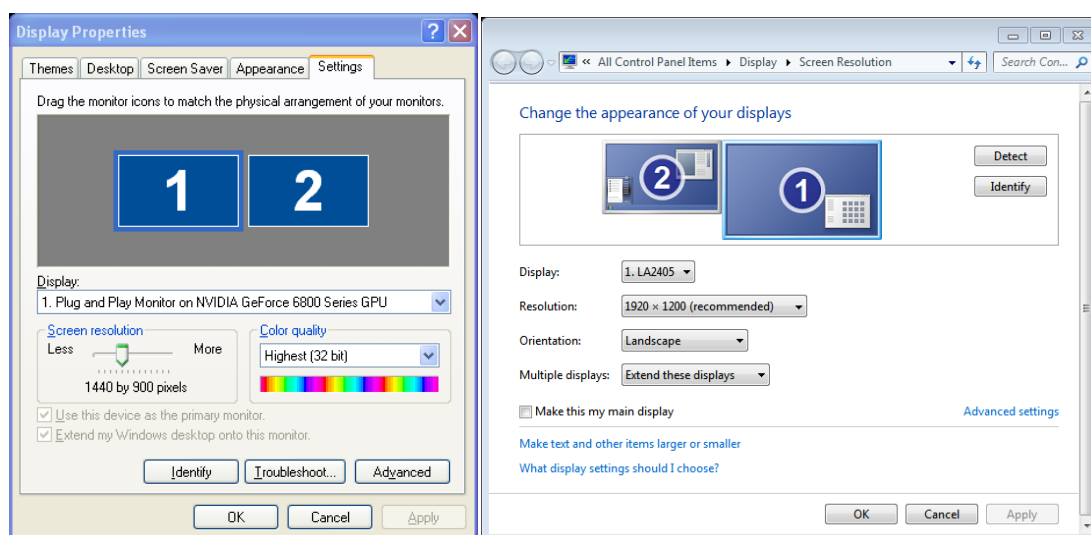 Display Properties
Themes Desktop Screen Saver Appearance Settings
Drag the monitor icons to match the physical arrangement of your monitors.
1 2
Display:
1. Plug and Play Monitor on NVIDIA GeForce 6800 Series GPU
Screen resolution
Less More
1440 by 900 pixels
Color quality
Highest (32 bit)
Use this device as the primary monitor.
Extend my Windows desktop onto this monitor.
Identify Troubleshoot... Advanced
OK Cancel Apply
« All Control Panel Items Display Screen Resolution Search Con...
Change the appearance of your displays
2 1
Detect
Identify
Display: 1. LA2405
Resolution: 1920 × 1200 (recommended)
Orientation: Landscape
Multiple displays: Extend these displays
Make this my main display Advanced settings
Make text and other items larger or smaller
What display settings should I choose?
OK Cancel Apply